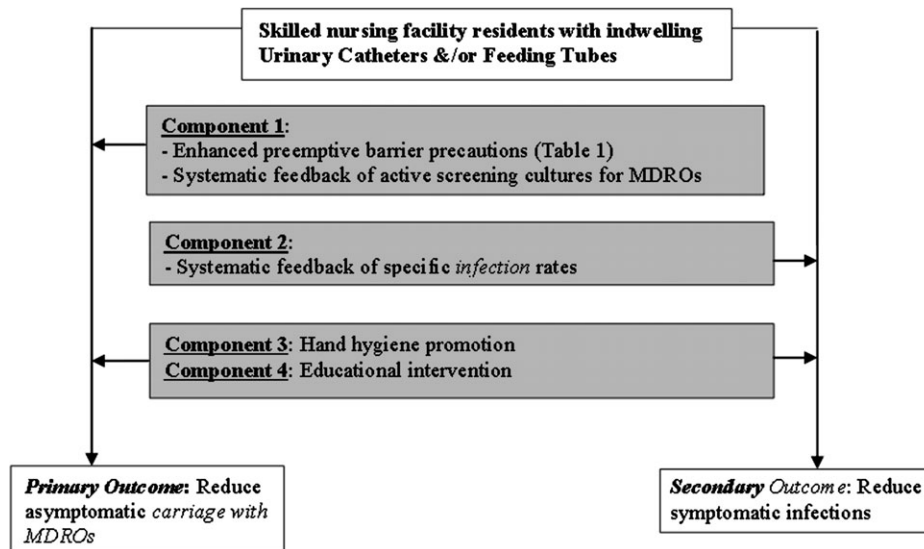 Skilled nursing facility residents with indwelling
Urinary Catheters &/or Feeding Tubes
Component 1:
- Enhanced preemptive barrier precautions (Table 1)
- Systematic feedback of active screening cultures for MDROs
Component 2:
- Systematic feedback of specific infection rates
Component 3: Hand hygiene promotion
Component 4: Educational intervention
Primary Outcome: Reduce
asymptomatic carriage with
MDROs
Secondary Outcome: Reduce
symptomatic infections